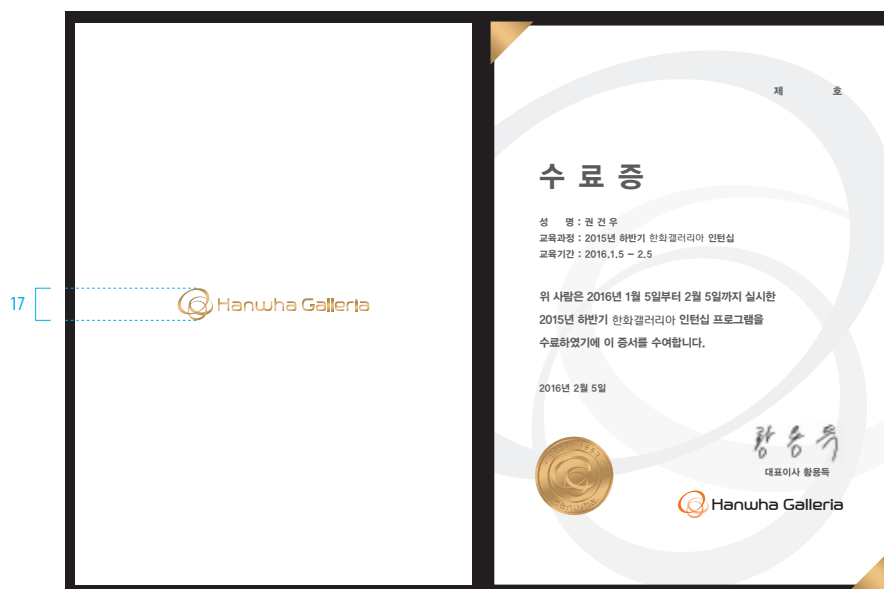 17
Hanwha Galleria
제 호
수 료 증
성 명 : 권 건 우
교육과정 : 2015년 하반기 한화갤러리아 인턴십
교육기간 : 2016.1.5 – 2.5
위 사람은 2016년 1월 5일부터 2월 5일까지 실시한
2015년 하반기 한화갤러리아 인턴십 프로그램을
수료하였기에 이 증서를 수여합니다.
2016년 2월 5일
황용득
대표이사 황용득
SINCE 1952
Hanwha
Hanwha Galleria